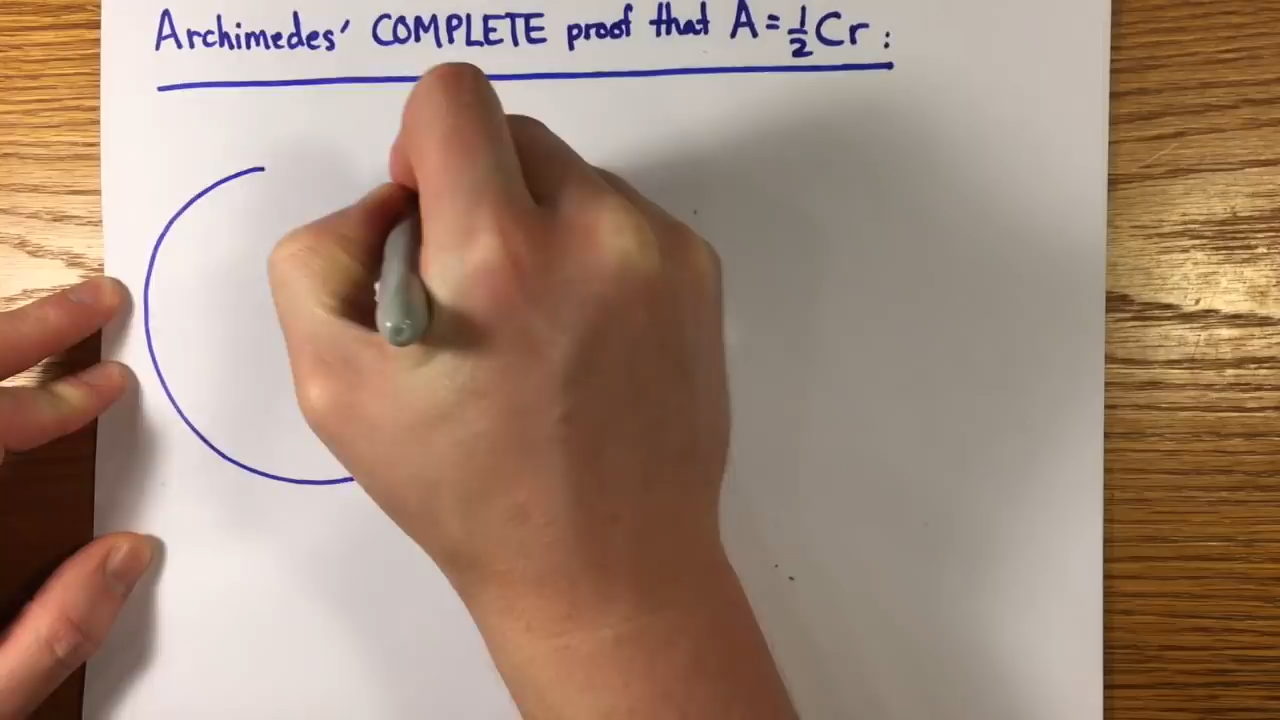 Archimedes' COMPLETE proof that A = ½Cr :